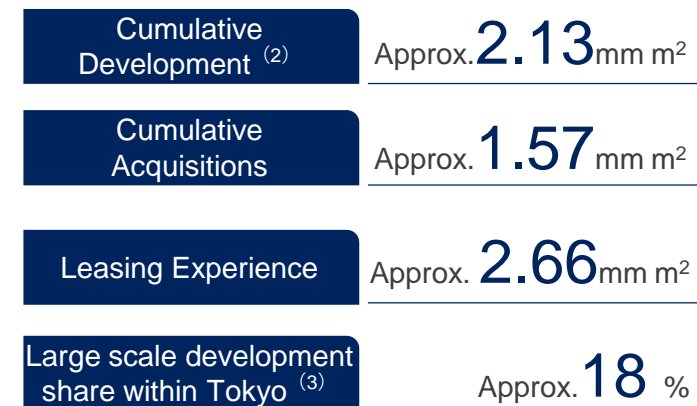 Cumulative
Development （2）
Approx.2.13mm m²
Cumulative
Acquisitions
Approx.1.57mm m²
Leasing Experience
Approx. 2.66mm m²
Large scale development
share within Tokyo （3）
Approx.18 %